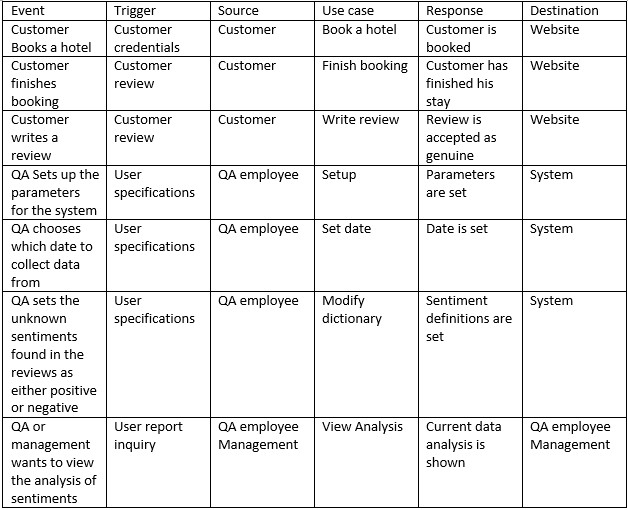 Event Trigger Source Use case Response Destination
Customer Customer Customer Book a hotel Customer is Website
Books a hotel credentials booked
Customer Customer Customer Finish booking Customer has Website
finishes review finished his
booking stay
Customer Customer Customer Write review Review is Website
writes a review accepted as
review genuine
QA Sets up the User QA employee Setup Parameters System
parameters specifications are set
for the system
QA chooses User QA employee Set date Date is set System
which date to specifications
collect data
from
QA sets the User QA employee Modify Sentiment System
unknown specifications dictionary definitions are
sentiments set
found in the
reviews as
either positive
or negative
QA or User report QA employee View Analysis Current data QA employee
management inquiry Management analysis is Management
wants to view shown
the analysis of
sentiments